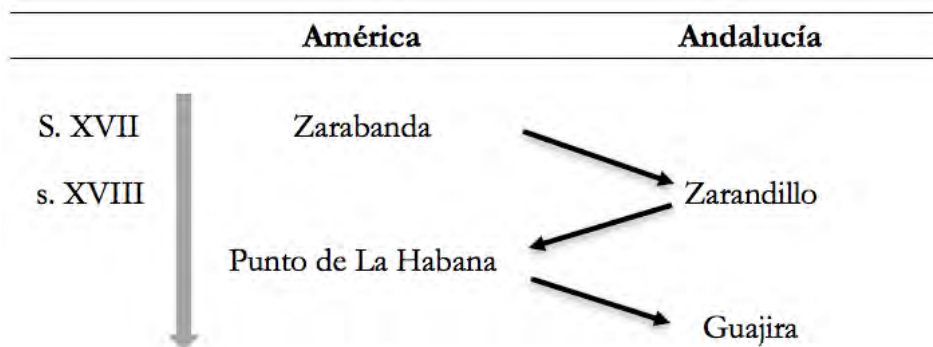 América Andalucía
S. XVII Zarabanda
s. XVIII Zarandillo
Punto de La Habana
Guajira